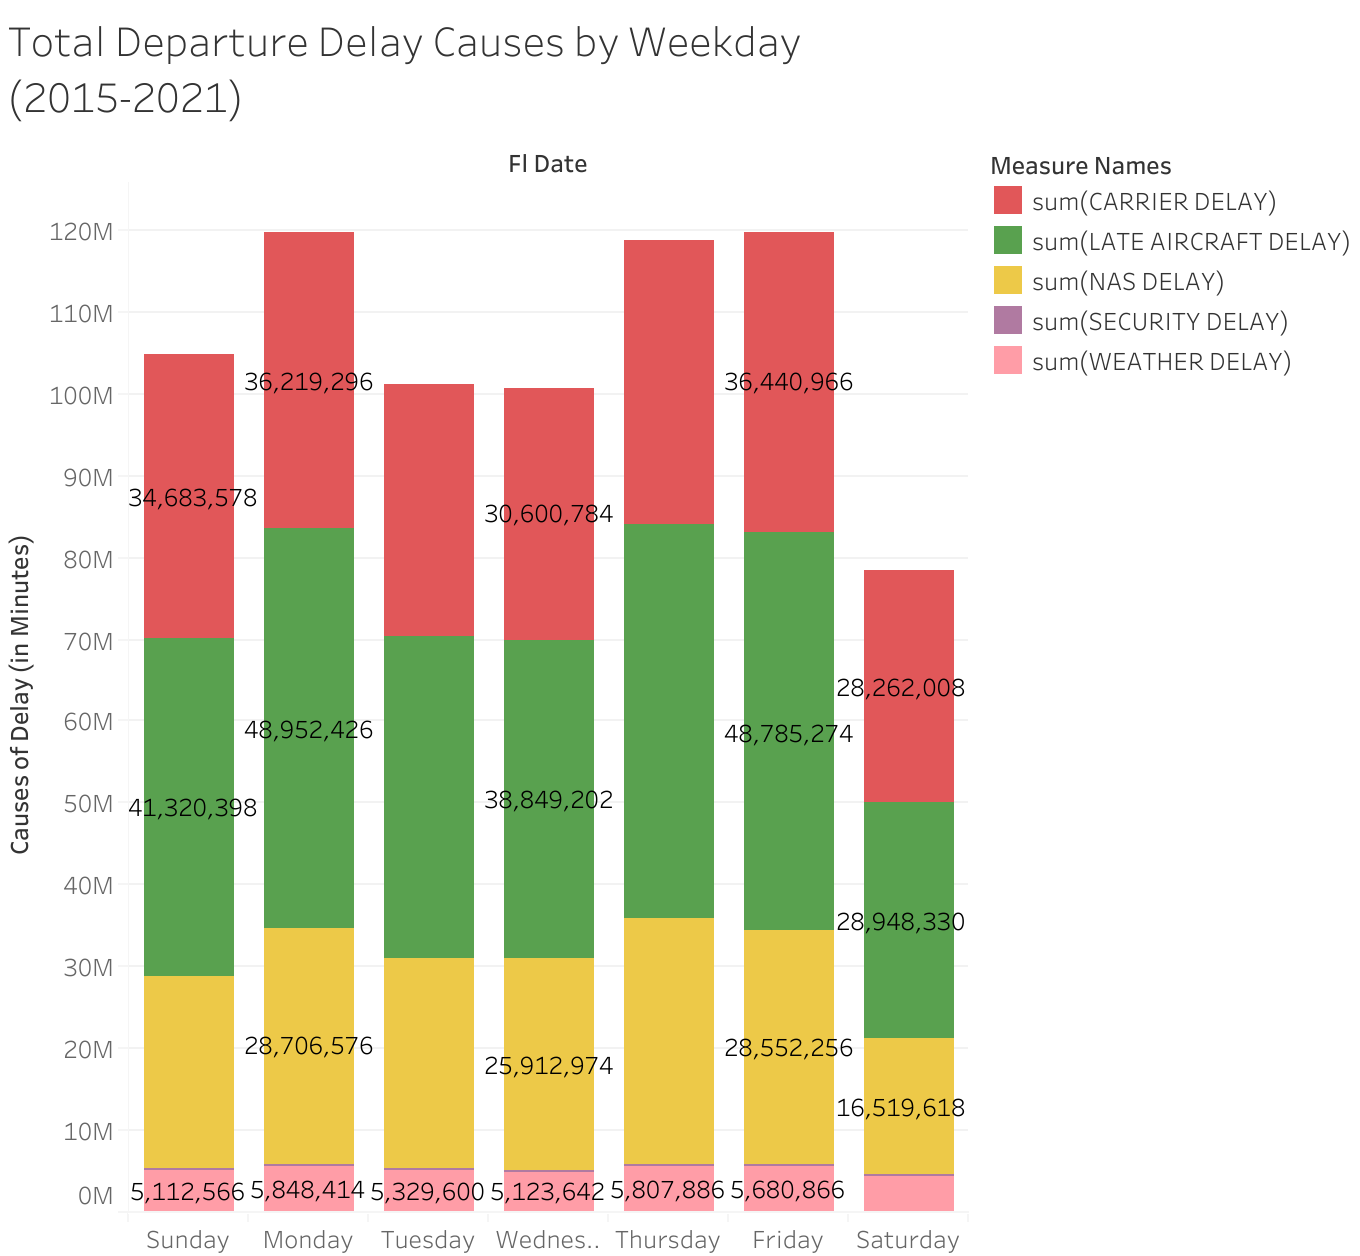 Total Departure Delay Causes by Weekday
(2015-2021)
Fl Date
Measure Names
sum(CARRIER DELAY)
sum(LATE AIRCRAFT DELAY)
sum(NAS DELAY)
sum(SECURITY DELAY)
sum(WEATHER DELAY)
Causes of Delay (in Minutes)
120M
110M
100M
90M
80M
70M
60M
50M
40M
30M
20M
10M
0M
36,219,296
36,440,966
34,683,578
30,600,784
28,262,008
48,952,426
48,785,274
41,320,398
38,849,202
28,948,330
28,706,576
28,552,256
25,912,974
16,519,618
5,112,566
5,848,414
5,329,600
5,123,642
5,807,886
5,680,866
Sunday
Monday
Tuesday
Wednes..
Thursday
Friday
Saturday